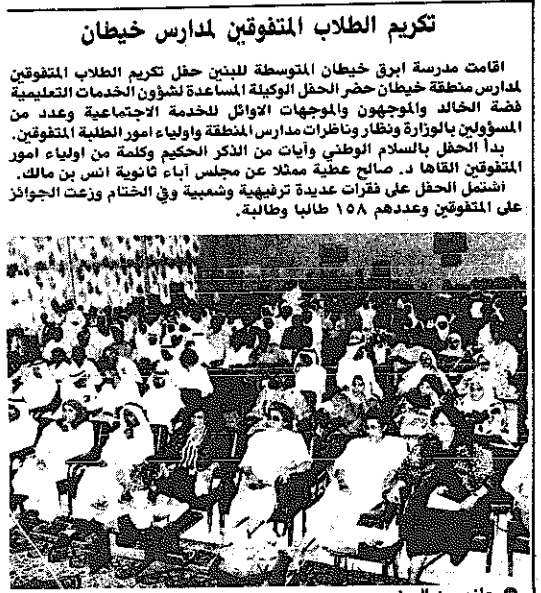 تكريم الطلاب المتفوقين لمدارس خيطان
اقامت مدرسة ابرق خيطان المتوسطة للبنين حفل تكريم الطلاب المتفوقين
لمدارس منطقة خيطان حضر الحفل الوكيلة المساعدة لشؤون الخدمات التعليمية
فضة الخالد والموجهون والموجهات الاوائل للخدمة الاجتماعية وعدد من
المسؤولين بالوزارة ونظار وناظرات مدارس المنطقة واولياء امور الطلبة المتفوقين.
بدأ الحفل بالسلام الوطني وآيات من الذكر الحكيم وكلمة من اولياء امور
المتفوقين القاها د. صالح عطية ممثلا عن مجلس آباء ثانوية انس بن مالك.
اشتمل الحفل على فقرات عديدة ترفيهية وشعبية وفي الختام وزعت الجوائز
على المتفوقين وعددهم ١٥٨ طالبا وطالبة.